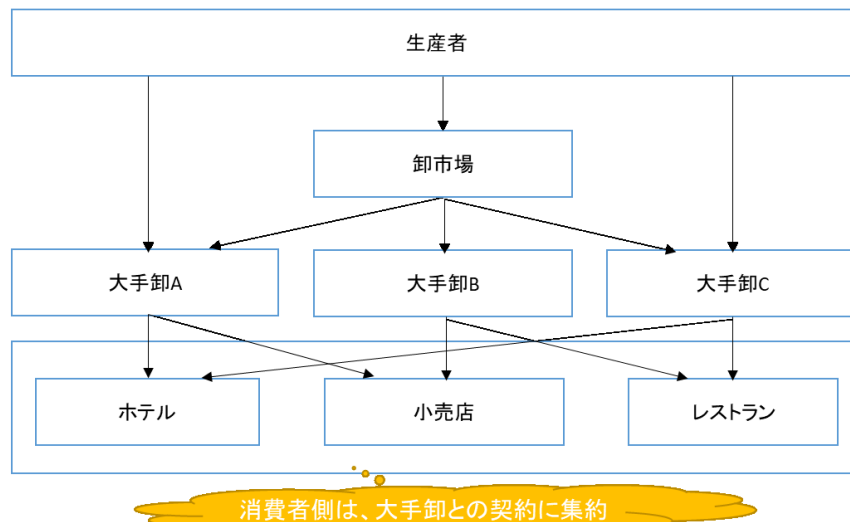 生産者
卸市場
大手卸A
大手卸B
大手卸C
ホテル
小売店
レストラン
消費者側は、大手卸との契約に集約